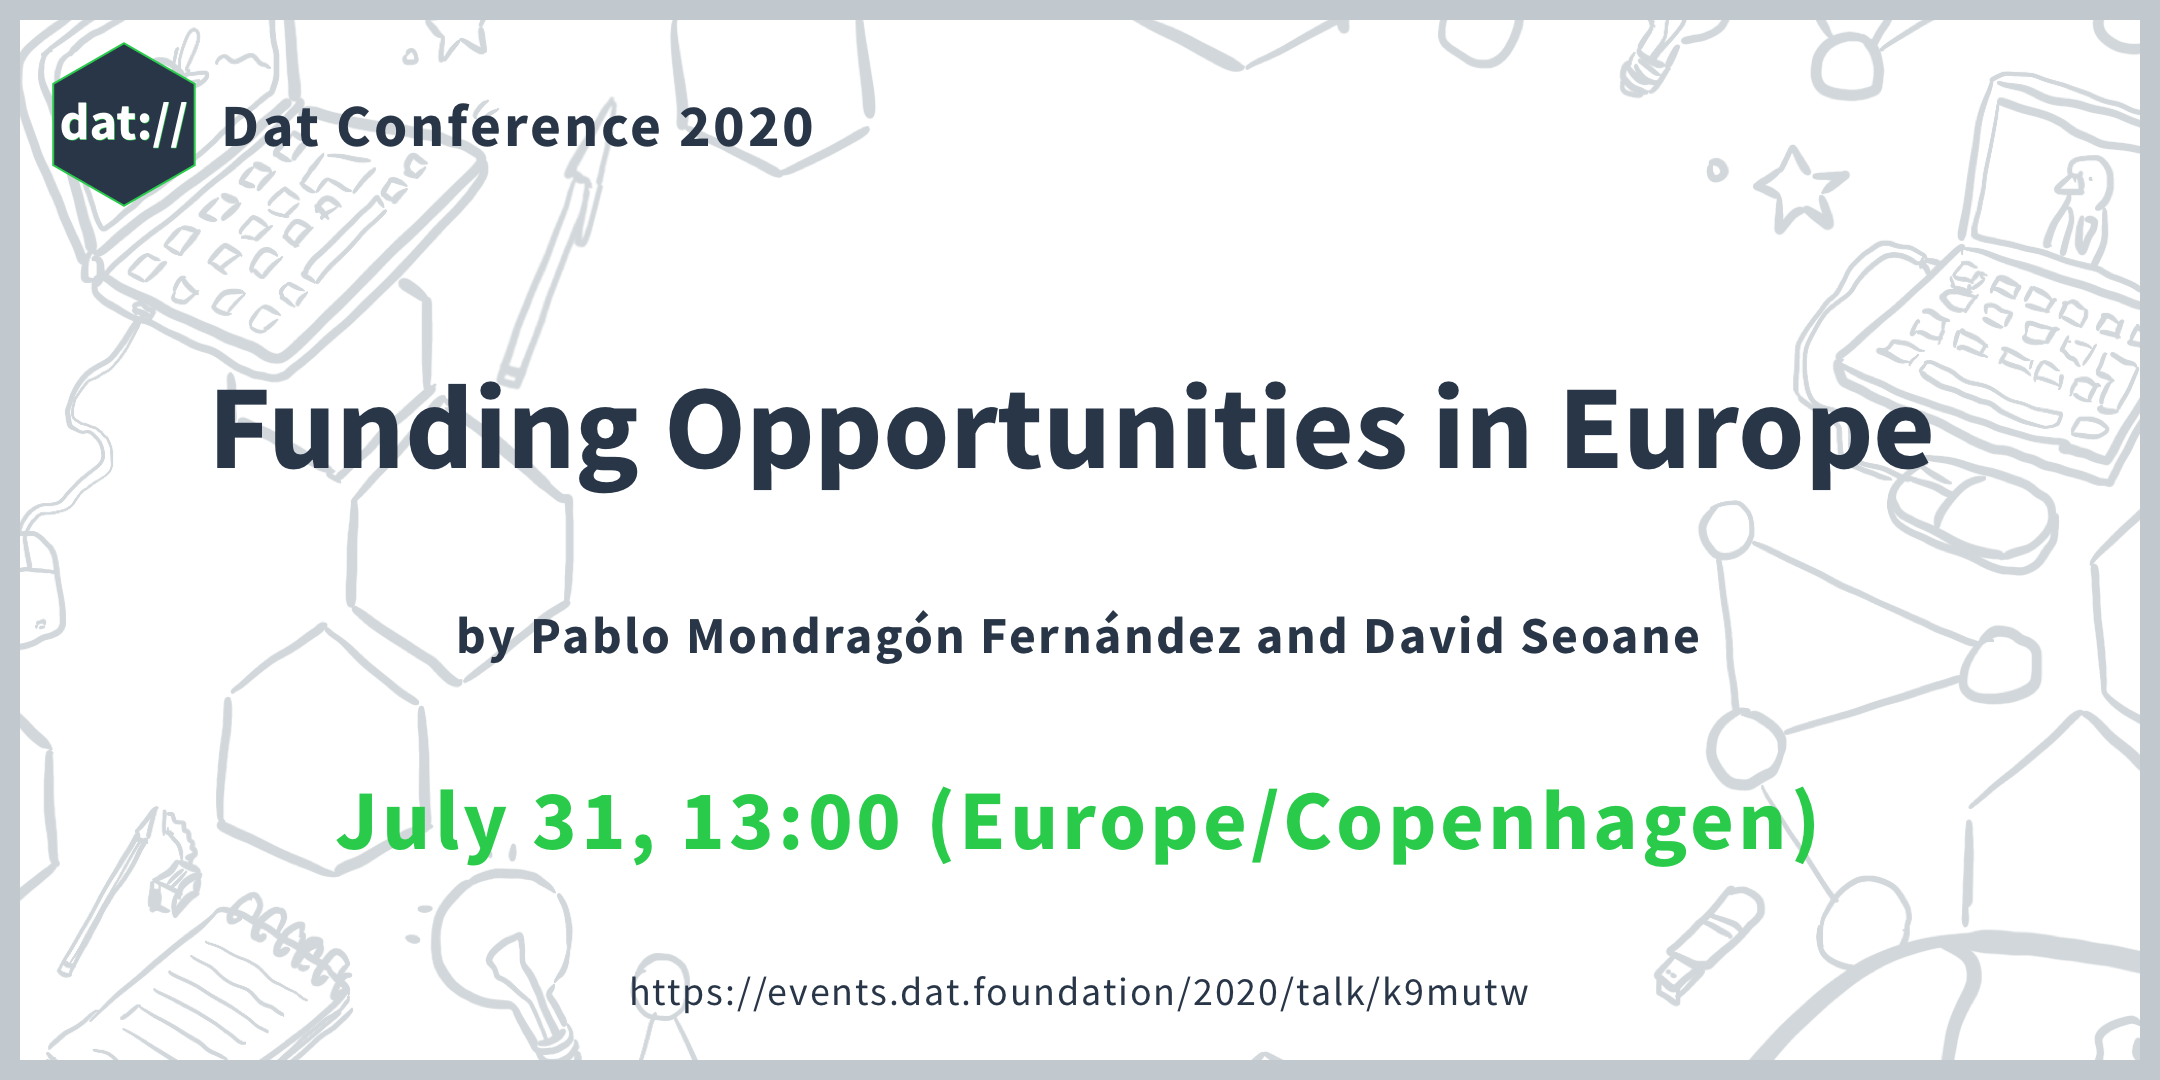 dat://
Dat Conference 2020
Funding Opportunities in Europe
by Pablo Mondragón Fernández and David Seoane
July 31, 13:00 (Europe/Copenhagen)
https://events.dat.foundation/2020/talk/k9mutw